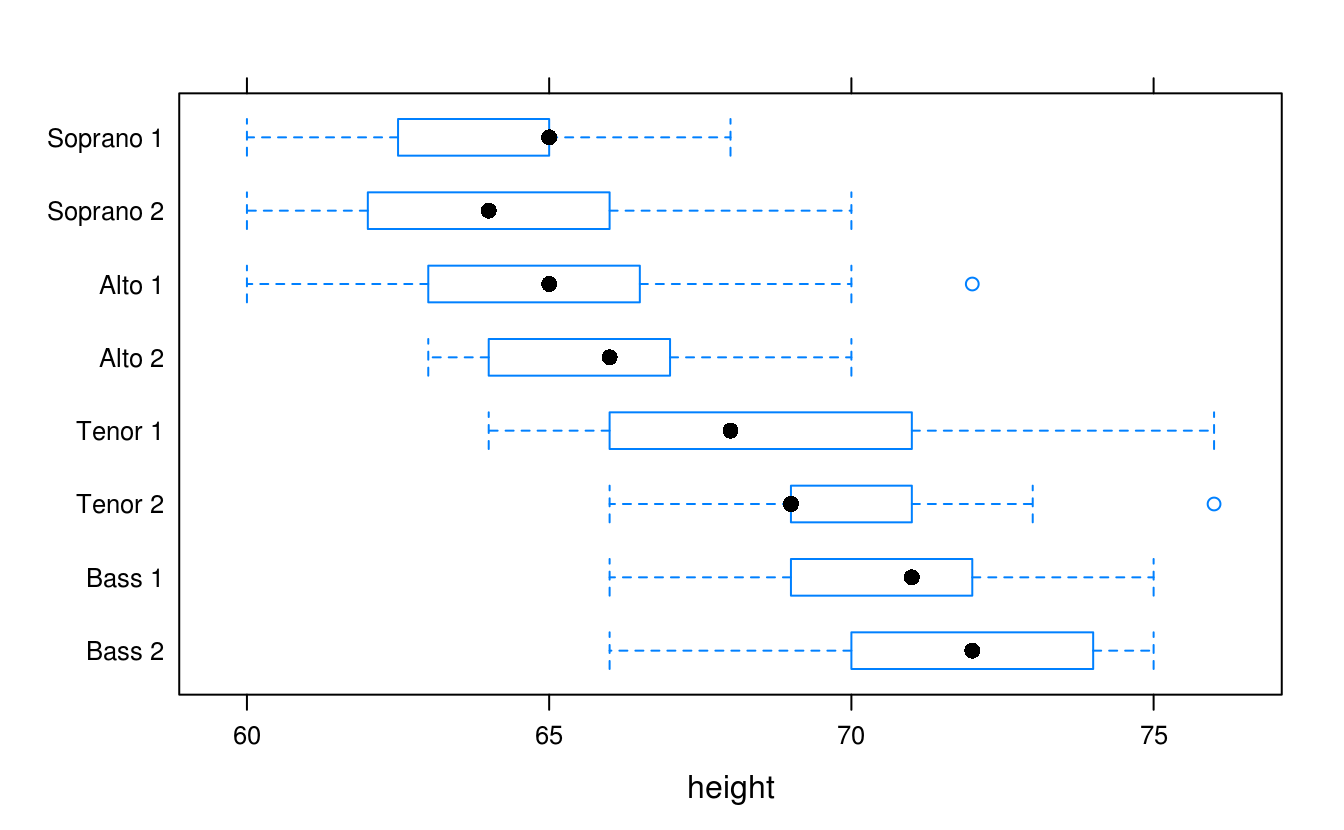 Soprano 1
Soprano 2
Alto 1
Alto 2
Tenor 1
Tenor 2
Bass 1
Bass 2
60 65 70 75
height